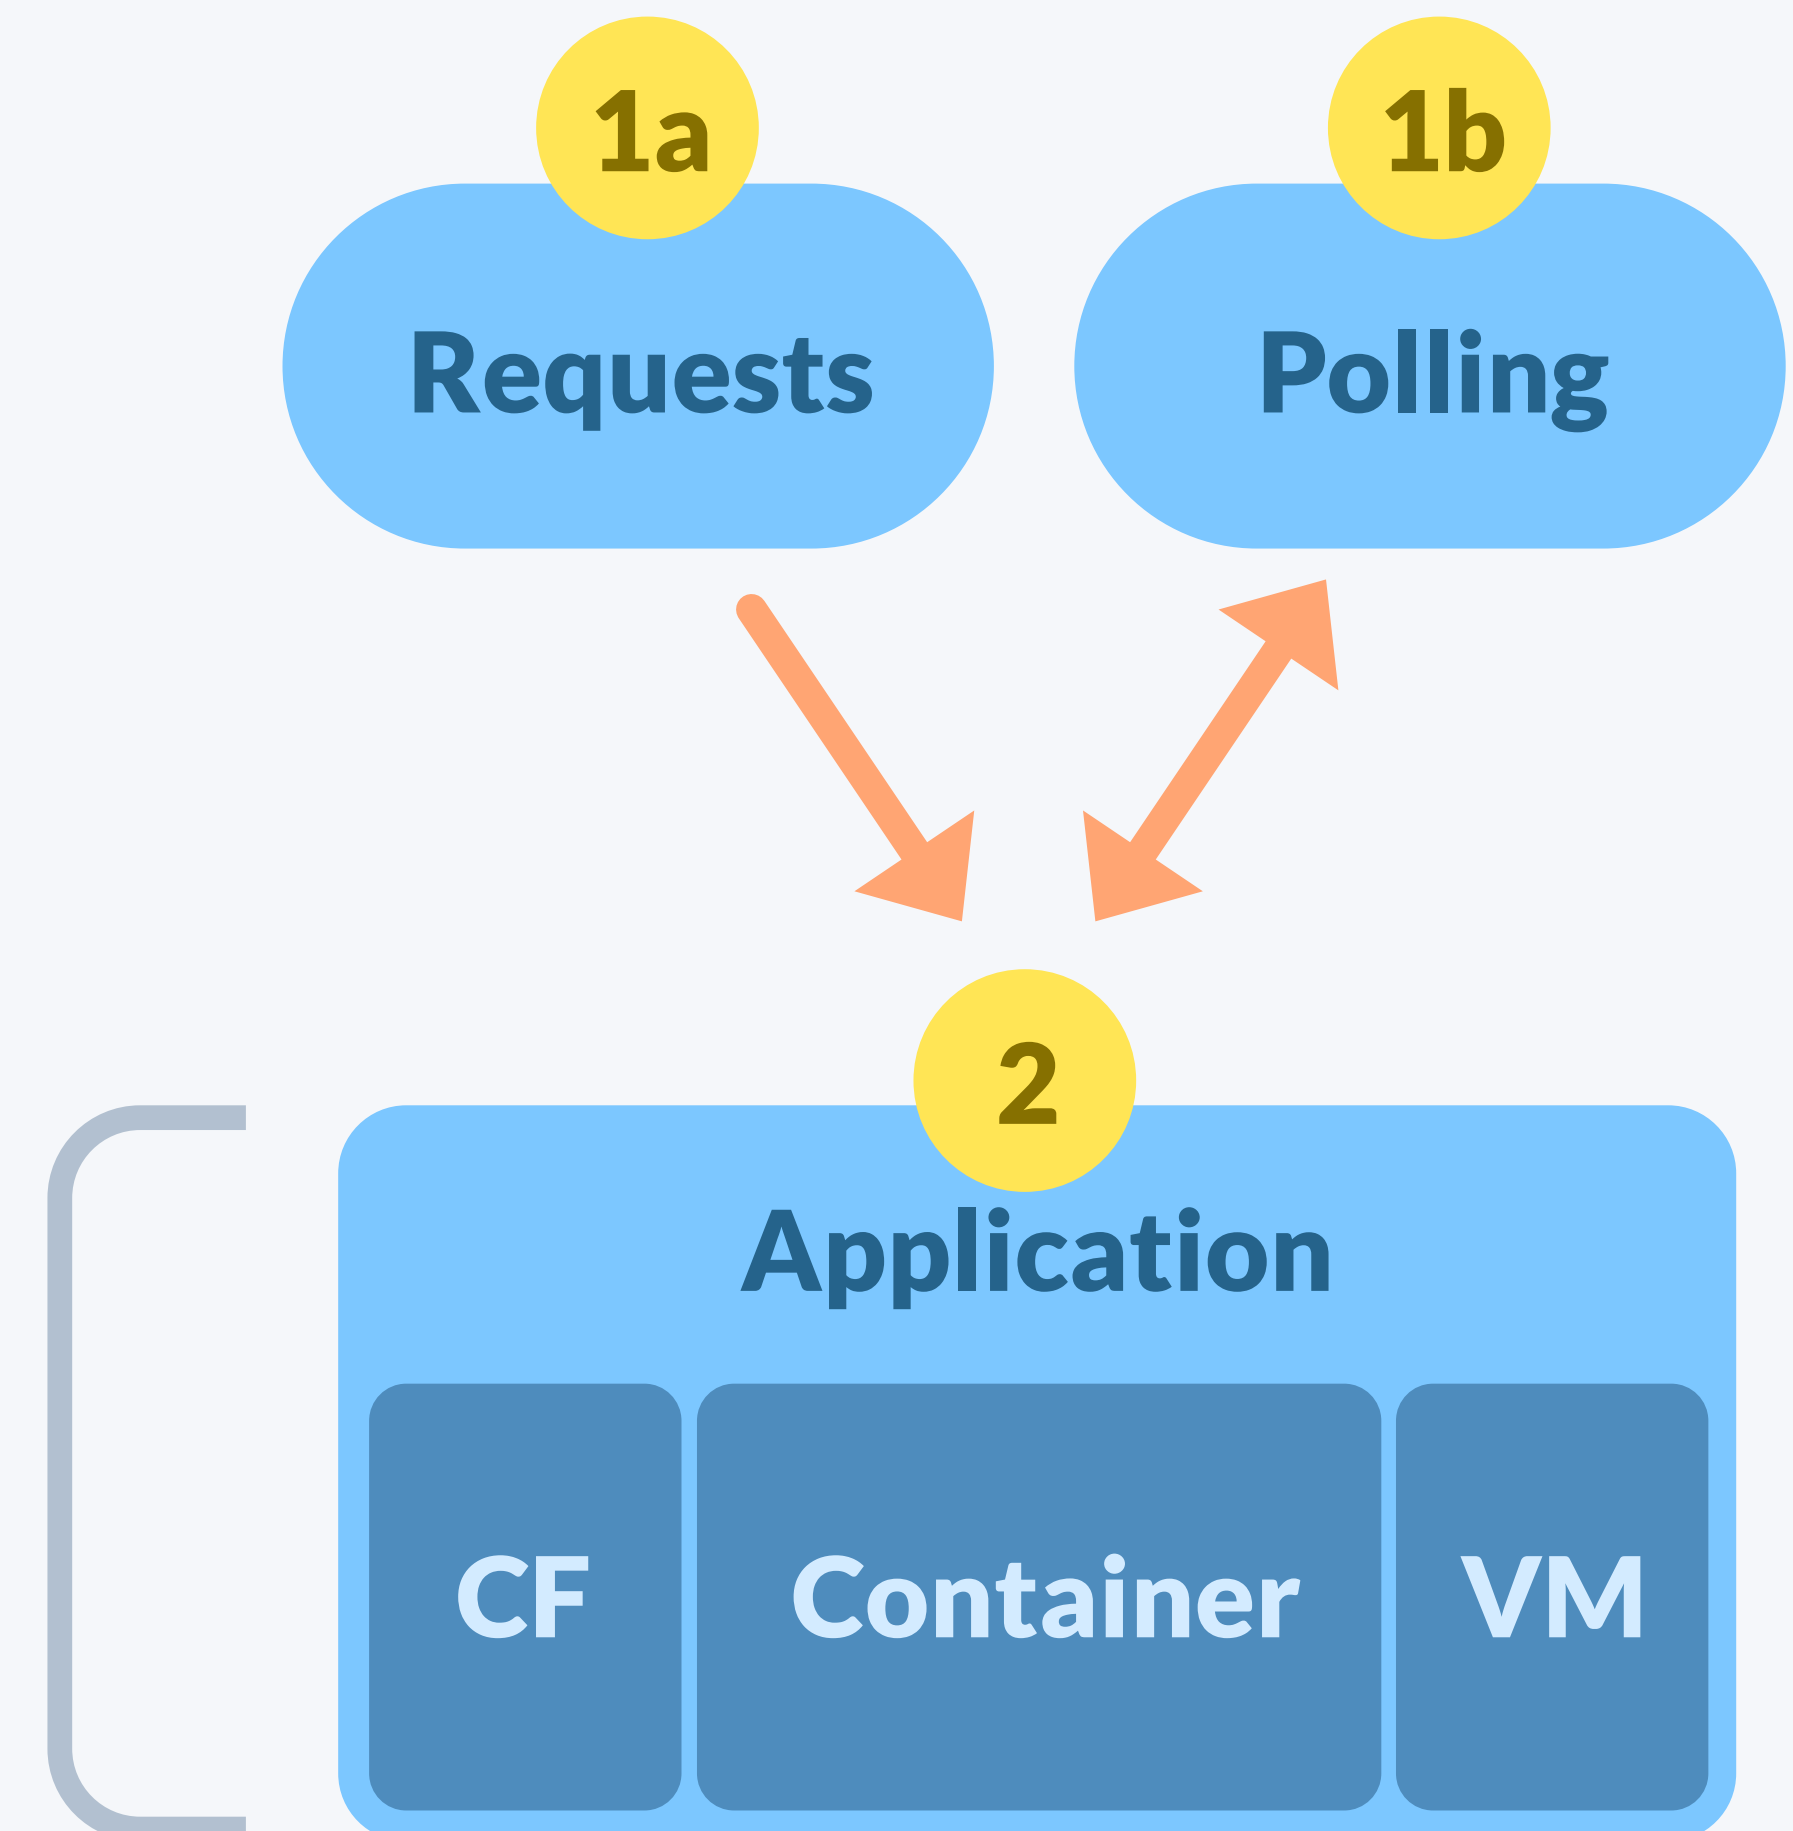 1a
1b
Requests
Polling
2
Application
CF
Container
VM